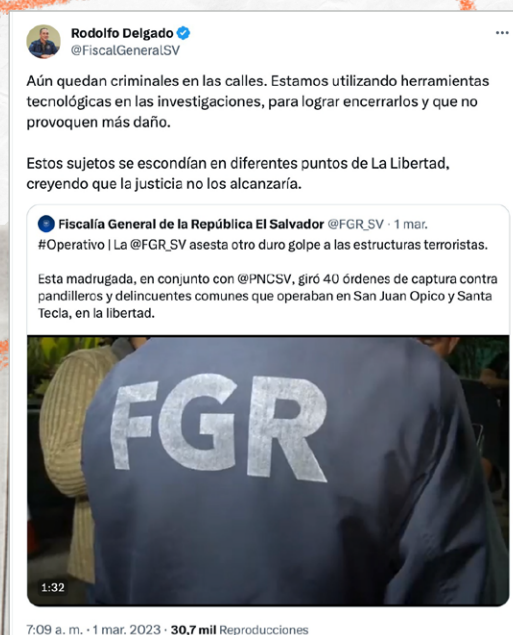 Rodolfo Delgado
@FiscalGeneralSV
Aún quedan criminales en las calles. Estamos utilizando herramientas
tecnológicas en las investigaciones, para lograr encerrarlos y que no
provoquen más daño.
Estos sujetos se escondían en diferentes puntos de La Libertad,
creyendo que la justicia no los alcanzaría.
Fiscalía General de la República El Salvador @FGR_SV · 1 mar.
#Operativo | La @FGR_SV asesta otro duro golpe a las estructuras terroristas.
Esta madrugada, en conjunto con @PNCSV, giró 40 órdenes de captura contra
pandilleros y delincuentes comunes que operaban en San Juan Opico y Santa
Tecla, en la libertad.
FGR
1:32
7:09 a. m. · 1 mar. 2023 · 30,7 mil Reproducciones